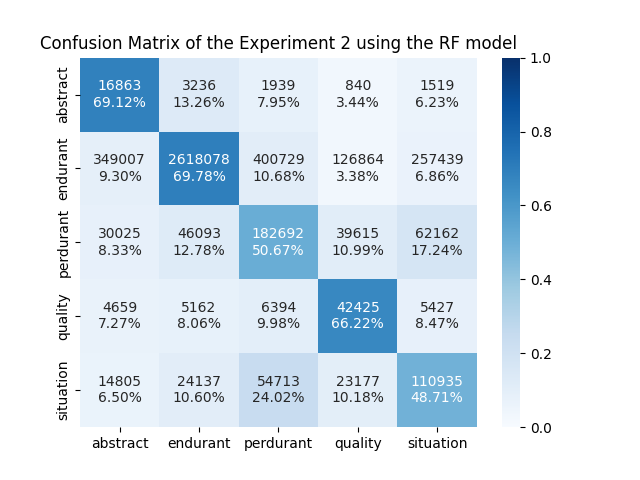 Confusion Matrix of the Experiment 2 using the RF model
abstract
16863 3236 1939 840 1519
69.12% 13.26% 7.95% 3.44% 6.23%
endurant
349007 2618078 400729 126864 257439
9.30% 69.78% 10.68% 3.38% 6.86%
perdurant
30025 46093 182692 39615 62162
8.33% 12.78% 50.67% 10.99% 17.24%
quality
4659 5162 6394 42425 5427
7.27% 8.06% 9.98% 66.22% 8.47%
situation
14805 24137 54713 23177 110935
6.50% 10.60% 24.02% 10.18% 48.71%
abstract endurant perdurant quality situation
1.0
0.8
0.6
0.4
0.2
0.0